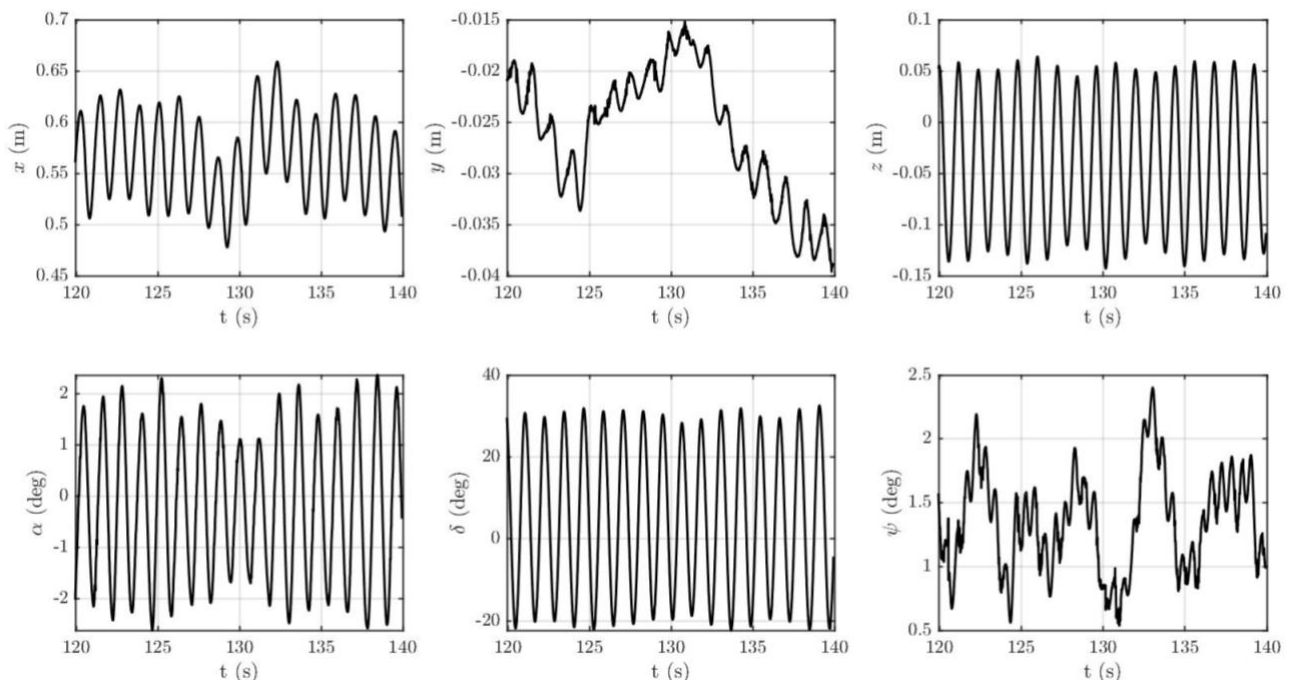 0.7
0.65
0.6
0.55
0.5
0.45
x (m)
120 125 130 135 140
t (s)
-0.015
-0.02
-0.025
-0.03
-0.035
-0.04
y (m)
120 125 130 135 140
t (s)
0.1
0.05
0
-0.05
-0.1
-0.15
z (m)
120 125 130 135 140
t (s)
2
1
0
-1
-2
α (deg)
120 125 130 135 140
t (s)
40
20
0
-20
δ (deg)
120 125 130 135 140
t (s)
2.5
2
1.5
1
0.5
ψ (deg)
120 125 130 135 140
t (s)